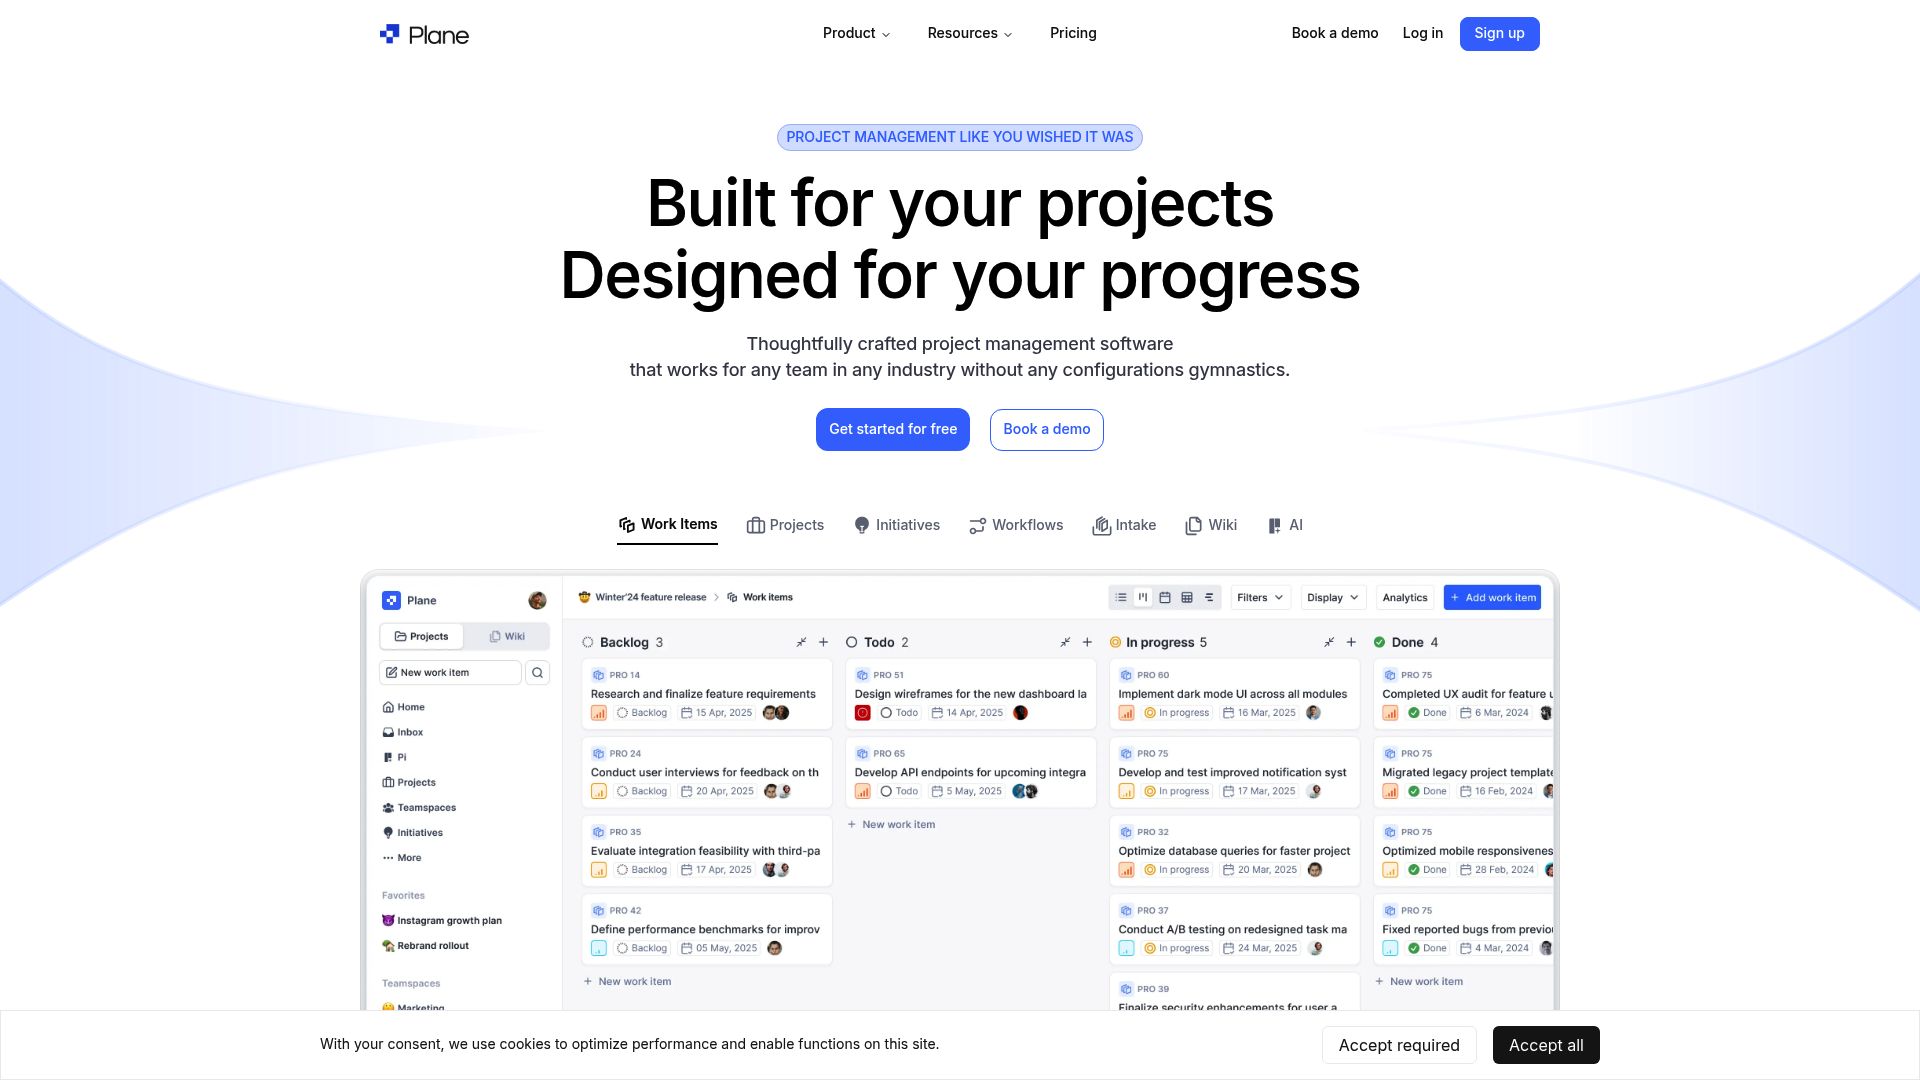 Plane
Product
Resources
Pricing
Book a demo
Log in
Sign up
PROJECT MANAGEMENT LIKE YOU WISHED IT WAS
Built for your projects
Designed for your progress
Thoughtfully crafted project management software
that works for any team in any industry without any configurations gymnastics.
Get started for free
Book a demo
Work Items
Projects
Initiatives
Workflows
Intake
Wiki
AI
Plane
Projects
Wiki
New work item
Home
Inbox
Pi
Projects
Teamspaces
Initiatives
More
Favorites
Instagram growth plan
Rebrand rollout
Teamspaces
Marketing
Winter'24 feature release
Work items
Filters
Display
Analytics
+ Add work item
Backlog 3
PRO 14
Research and finalize feature requirements
Backlog 15 Apr, 2025
PRO 24
Conduct user interviews for feedback on th
Backlog 20 Apr, 2025
PRO 35
Evaluate integration feasibility with third-pa
Backlog 17 Apr, 2025
PRO 42
Define performance benchmarks for improv
Backlog 05 May, 2025
+ New work item
Todo 2
PRO 51
Design wireframes for the new dashboard la
Todo 14 Apr, 2025
PRO 65
Develop API endpoints for upcoming integra
Todo 5 May, 2025
+ New work item
In progress 5
PRO 60
Implement dark mode UI across all modules
In progress 16 Mar, 2025
PRO 75
Develop and test improved notification syst
In progress 17 Mar, 2025
PRO 32
Optimize database queries for faster project
In progress 20 Mar, 2025
PRO 37
Conduct A/B testing on redesigned task ma
In progress 24 Mar, 2025
PRO 39
Finalize security enhancements for user a
Done 4
PRO 75
Completed UX audit for feature u
Done 6 Mar, 2024
PRO 75
Migrated legacy project template
Done 16 Feb, 2024
PRO 75
Optimized mobile responsivenes
Done 28 Feb, 2024
PRO 75
Fixed reported bugs from previou
Done 4 Mar, 2024
+ New work item
With your consent, we use cookies to optimize performance and enable functions on this site.
Accept required
Accept all